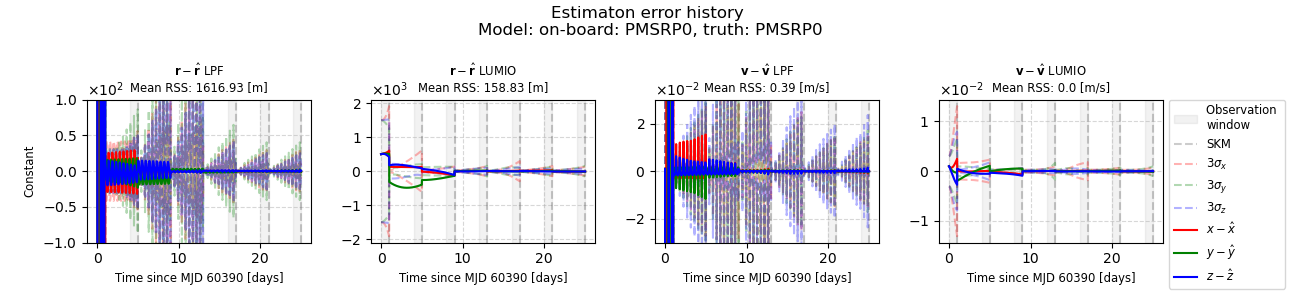 Estimaton error history
Model: on-board: PMSRP0, truth: PMSRP0
r − r̂ LPF
×10² Mean RSS: 1616.93 [m]
1.0
0.5
0.0
−0.5
−1.0
Constant
0
10
20
Time since MJD 60390 [days]
r − r̂ LUMIO
×10³ Mean RSS: 158.83 [m]
2
1
0
−1
−2
0
10
20
Time since MJD 60390 [days]
v − v̂ LPF
×10⁻² Mean RSS: 0.39 [m/s]
2
0
−2
0
10
20
Time since MJD 60390 [days]
v − v̂ LUMIO
×10⁻² Mean RSS: 0.0 [m/s]
1
0
−1
0
10
20
Time since MJD 60390 [days]
Observation
window
SKM
3σₓ
3σ_y
3σ_z
x − x̂
y − ŷ
z − ẑ